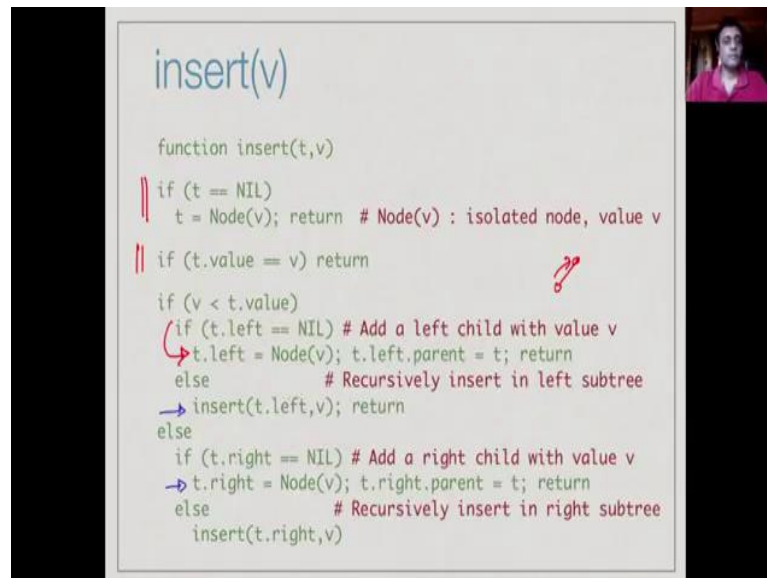 insert(v)
function insert(t,v)
if (t == NIL)
t = Node(v); return # Node(v) : isolated node, value v
if (t.value == v) return
if (v < t.value)
if (t.left == NIL) # Add a left child with value v
t.left = Node(v); t.left.parent = t; return
else # Recursively insert in left subtree
insert(t.left,v); return
else
if (t.right == NIL) # Add a right child with value v
t.right = Node(v); t.right.parent = t; return
else # Recursively insert in right subtree
insert(t.right,v)